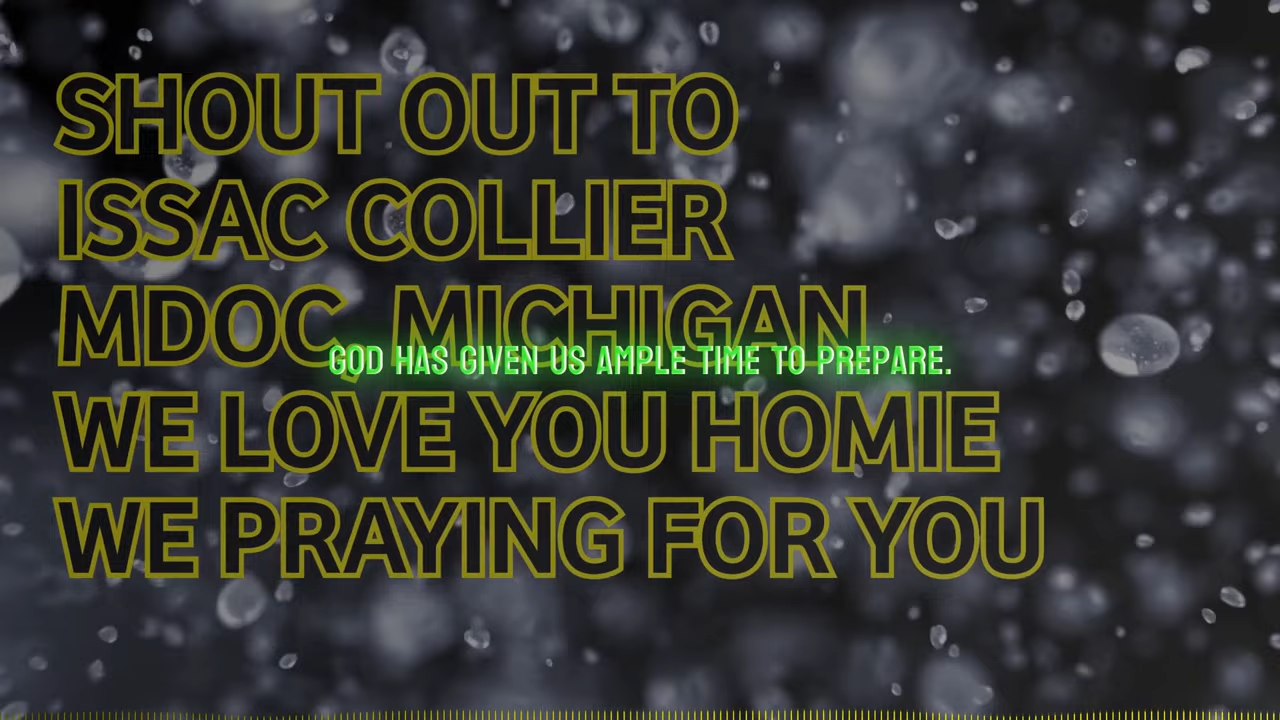 SHOUT OUT TO
ISSAC COLLIER
MDOC, MICHIGAN
GOD HAS GIVEN US AMPLE TIME TO PREPARE.
WE LOVE YOU HOMIE
WE PRAYING FOR YOU